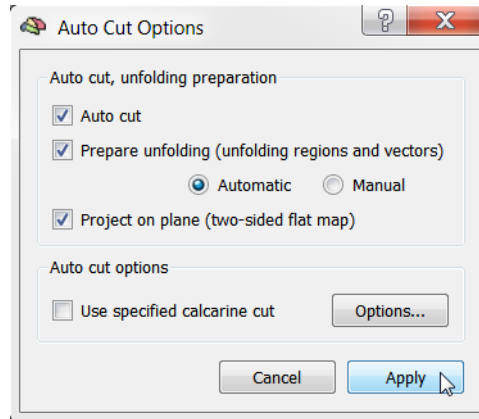 Auto Cut Options
Auto cut, unfolding preparation
Auto cut
Prepare unfolding (unfolding regions and vectors)
Automatic Manual
Project on plane (two-sided flat map)
Auto cut options
Use specified calcarine cut Options...
Cancel Apply